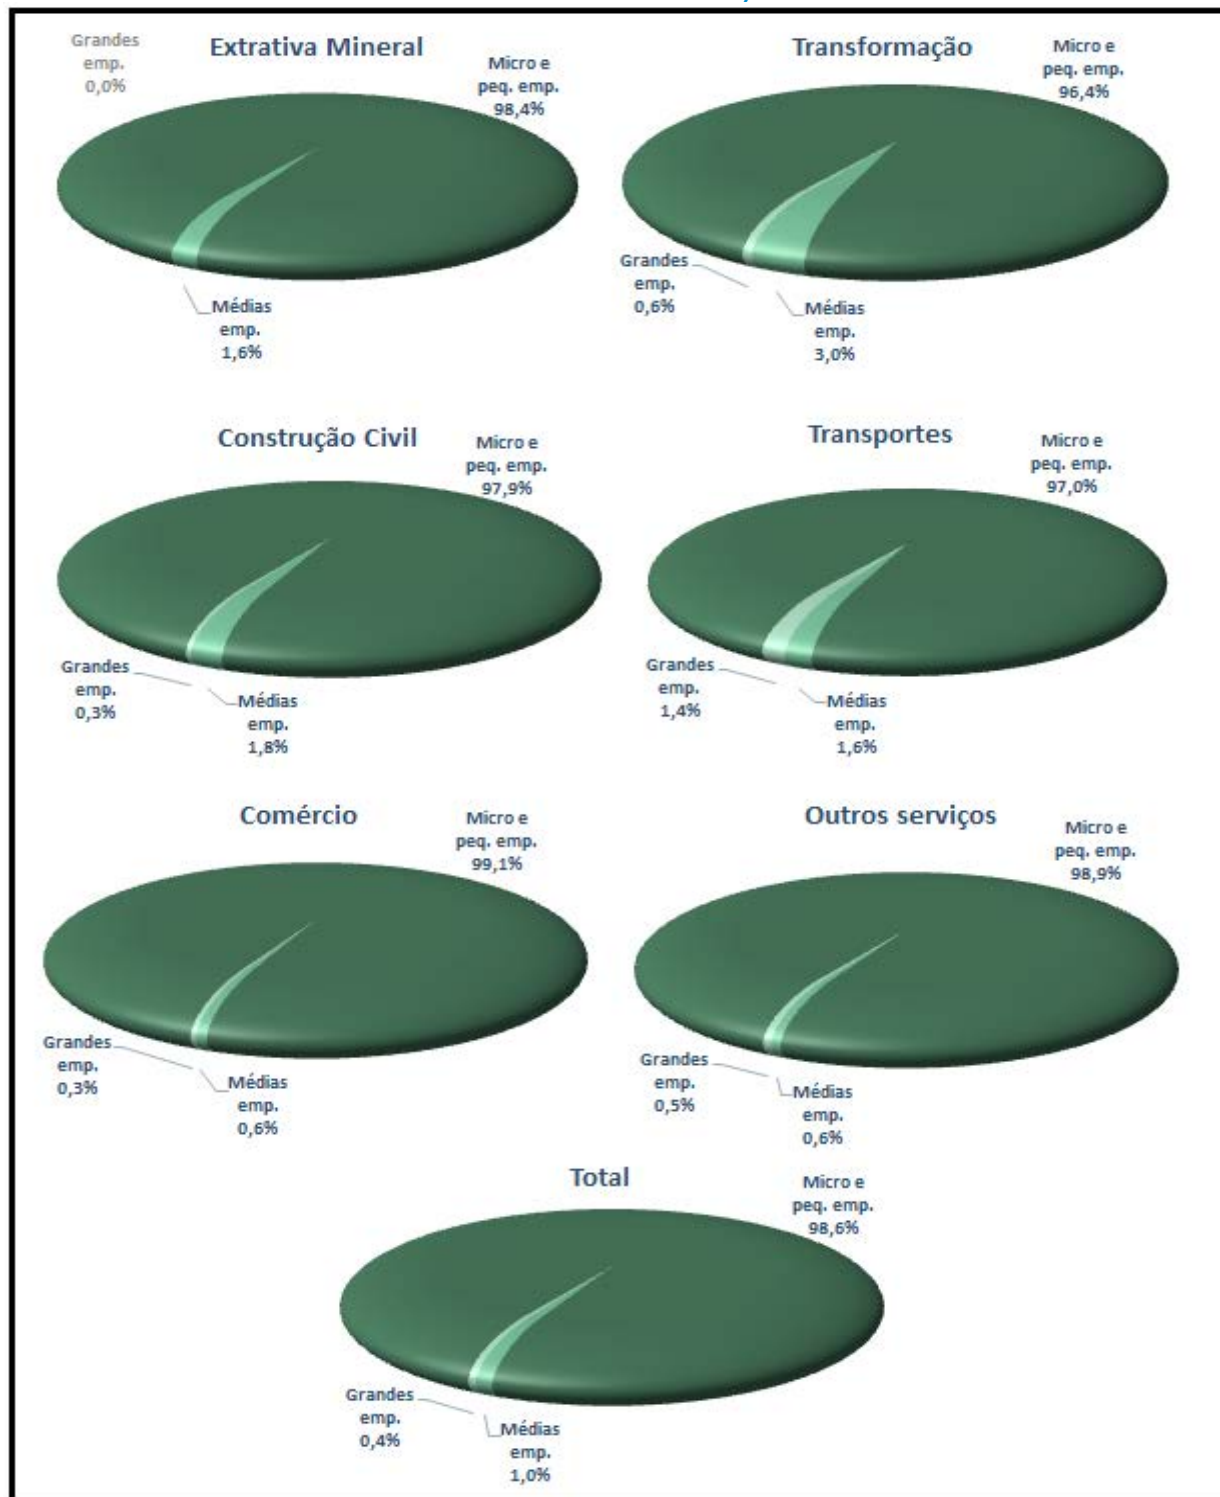 Extrativa Mineral
Grandes
emp.
0,0%
Micro e
peq. emp.
98,4%
Médias
emp.
1,6%
Transformação
Micro e
peq. emp.
96,4%
Grandes
emp.
0,6%
Médias
emp.
3,0%
Construção Civil
Micro e
peq. emp.
97,9%
Grandes
emp.
0,3%
Médias
emp.
1,8%
Transportes
Micro e
peq. emp.
97,0%
Grandes
emp.
1,4%
Médias
emp.
1,6%
Comércio
Micro e
peq. emp.
99,1%
Grandes
emp.
0,3%
Médias
emp.
0,6%
Outros serviços
Micro e
peq. emp.
98,9%
Grandes
emp.
0,5%
Médias
emp.
0,6%
Total
Micro e
peq. emp.
98,6%
Grandes
emp.
0,4%
Médias
emp.
1,0%